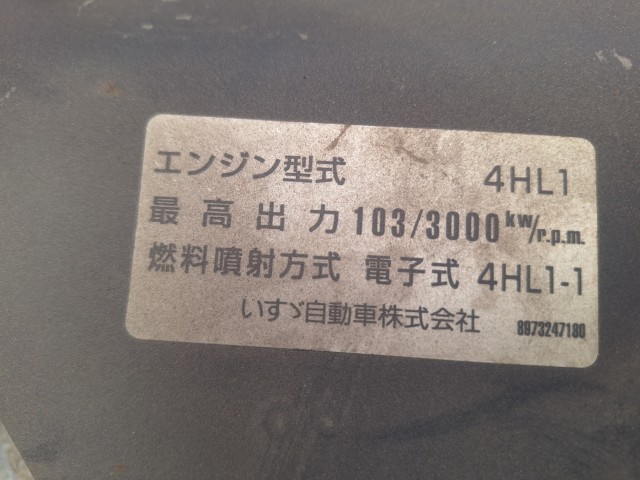 エンジン型式 4HL1
最高出力 103/3000 kw/r.p.m.
燃料噴射方式 電子式 4HL1-1
いすゞ自動車株式会社 8973247180